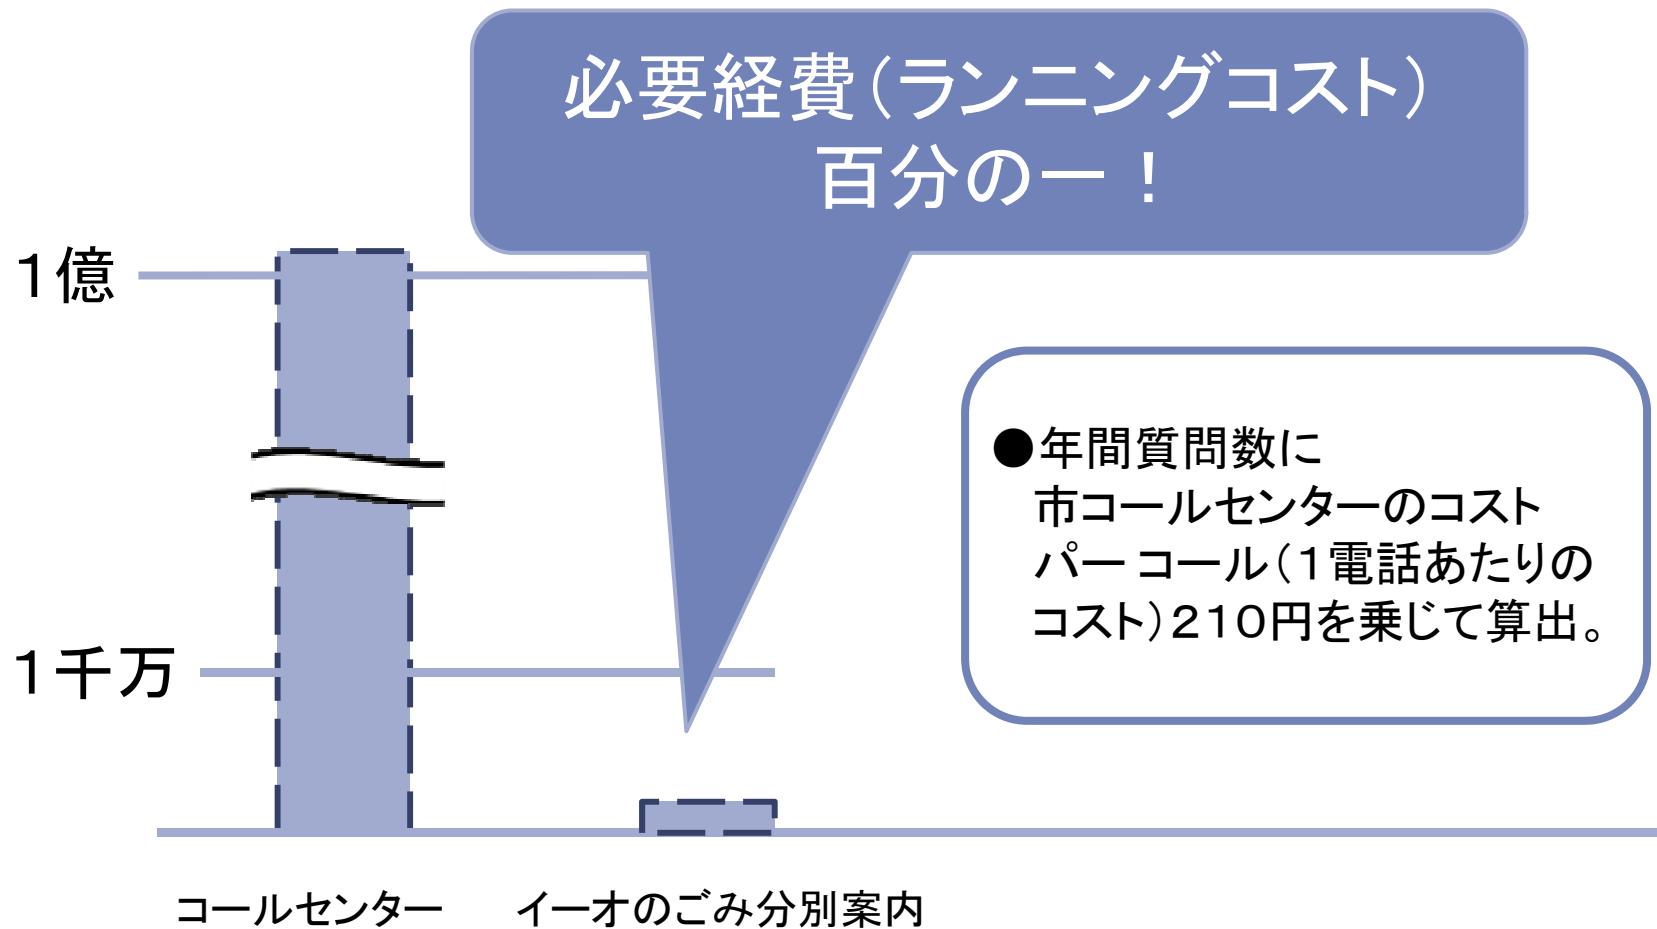 必要経費（ランニングコスト）
百分の一！
１億
●年間質問数に
市コールセンターのコスト
パー コール（１電話あたりの
コスト）２１０円を乗じて算出。
１千万
コールセンター
イーオのごみ分別案内